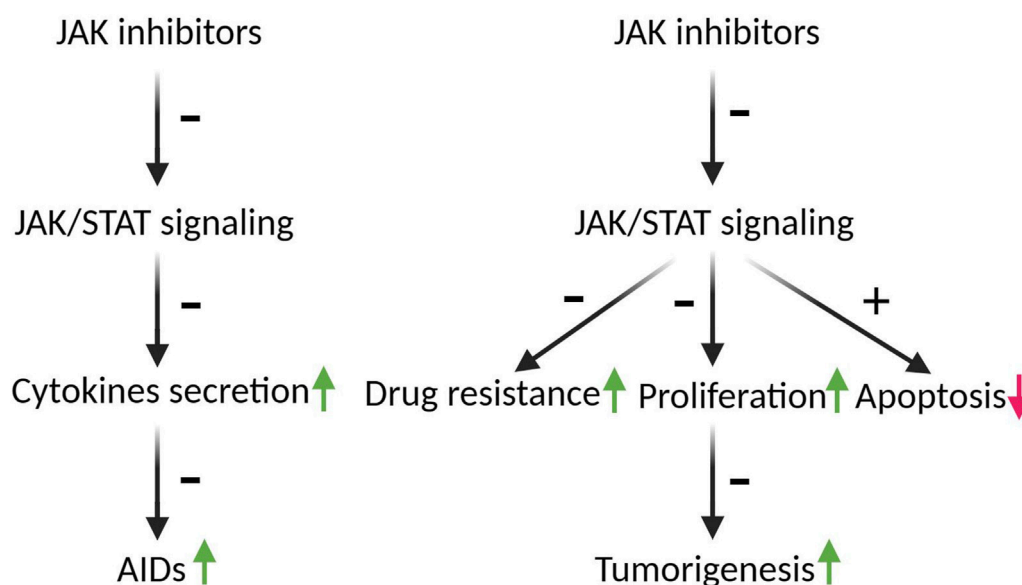 JAK inhibitors
-
JAK/STAT signaling
-
Cytokines secretion
-
AIDs
JAK inhibitors
-
JAK/STAT signaling
- - +
Drug resistance Proliferation Apoptosis
-
Tumorigenesis